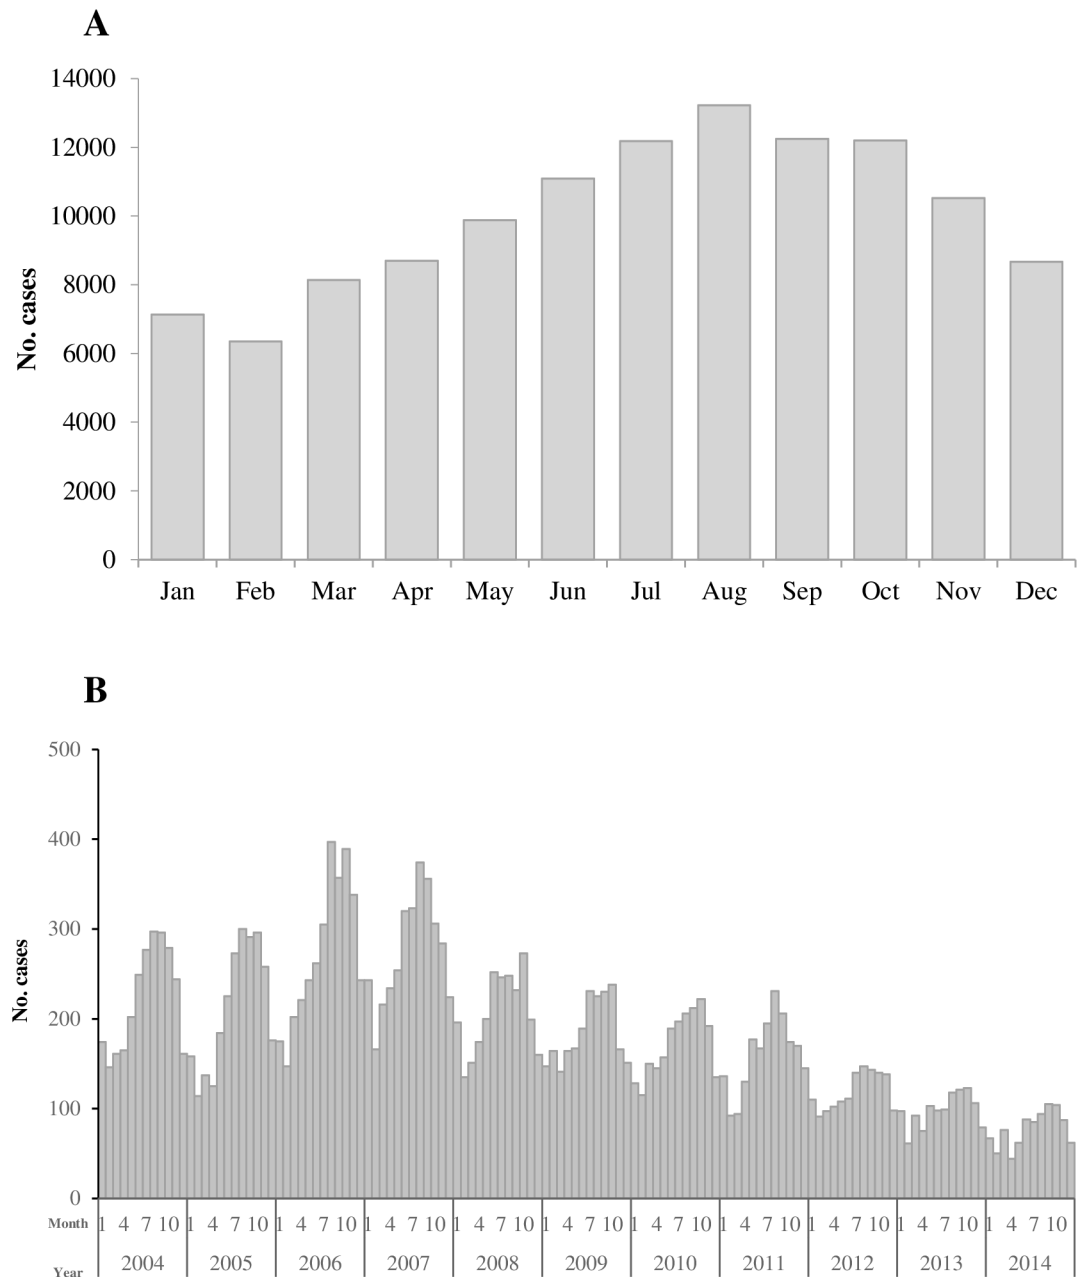 A
14000
12000
10000
8000
6000
4000
2000
0
No. cases
Jan Feb Mar Apr May Jun Jul Aug Sep Oct Nov Dec
B
500
400
300
200
100
0
No. cases
Month 1 4 7 10 1 4 7 10 1 4 7 10 1 4 7 10 1 4 7 10 1 4 7 10 1 4 7 10 1 4 7 10 1 4 7 10 1 4 7 10 1 4 7 10
Year 2004 2005 2006 2007 2008 2009 2010 2011 2012 2013 2014